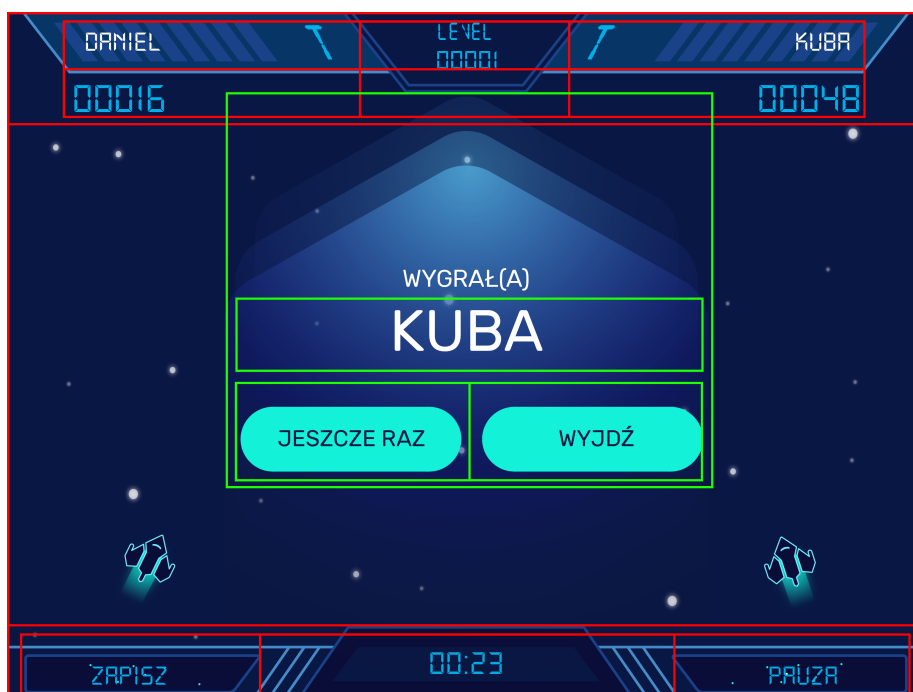 DANIEL
LEVEL
00001
KUBA
00016
00048
WYGRAŁ(A)
KUBA
JESZCZE RAZ
WYJDŹ
ZAPISZ
00:23
PAUZA